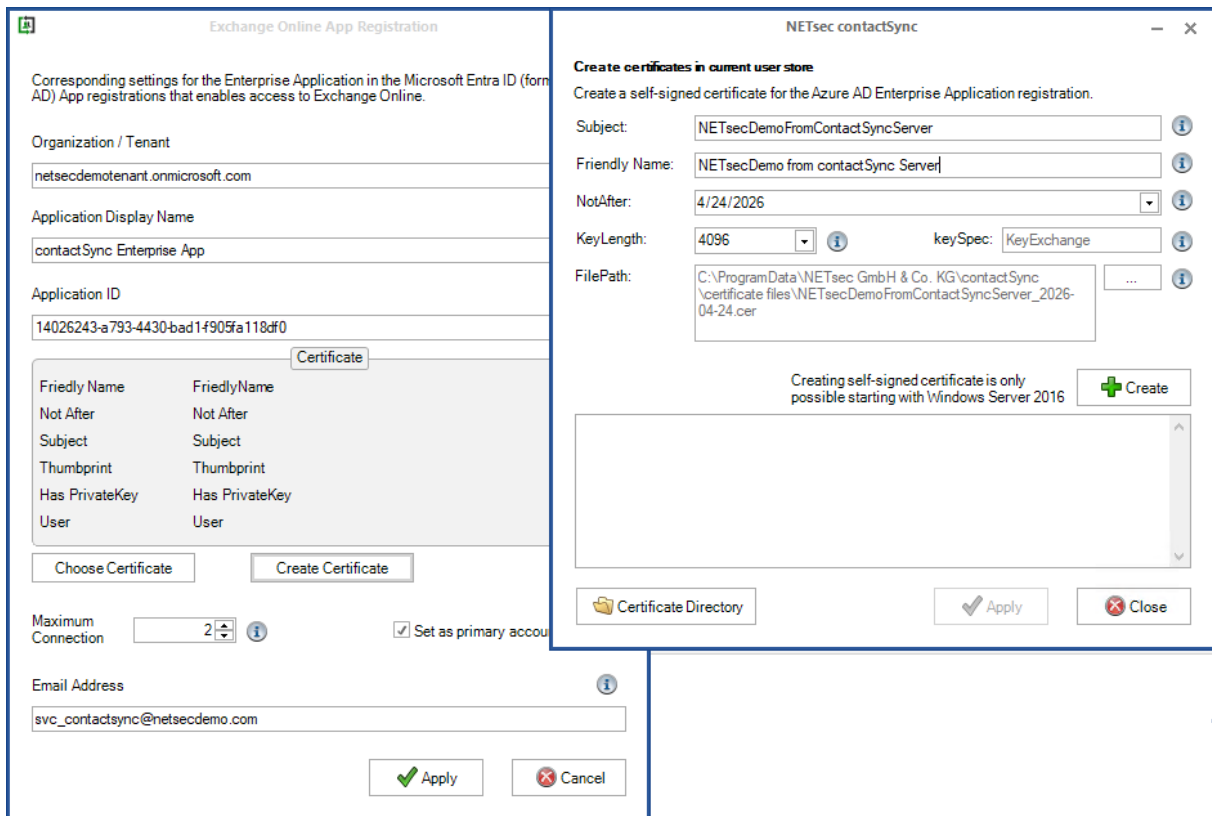 Exchange Online App Registration
Corresponding settings for the Enterprise Application in the Microsoft Entra ID (form
AD) App registrations that enables access to Exchange Online.
Organization / Tenant
netsecdemotenant.onmicrosoft.com
Application Display Name
contactSync Enterprise App
Application ID
14026243-a793-4430-bad1-f905fa118df0
Certificate
Friedly Name FriedlyName
Not After Not After
Subject Subject
Thumbprint Thumbprint
Has PrivateKey Has PrivateKey
User User
Choose Certificate Create Certificate
Maximum
Connection 2 Set as primary accou
Email Address
svc_contactsync@netsecdemo.com
Apply Cancel
NETsec contactSync
Create certificates in current user store
Create a self-signed certificate for the Azure AD Enterprise Application registration.
Subject: NETsecDemoFromContactSyncServer
Friendly Name: NETsecDemo from contactSync Server
NotAfter: 4/24/2026
KeyLength: 4096 keySpec: KeyExchange
FilePath: C:\ProgramData\NETsec GmbH & Co. KG\contactSync
\certificate files\NETsecDemoFromContactSyncServer_2026-
04-24.cer
...
Creating self-signed certificate is only
possible starting with Windows Server 2016
Create
Certificate Directory Apply Close